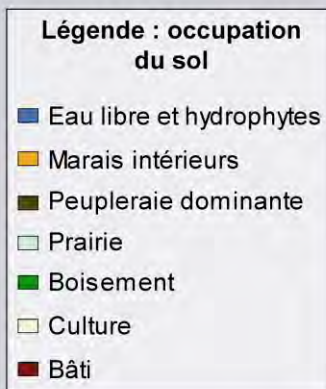 Légende : occupation
du sol
Eau libre et hydrophytes
Marais intérieurs
Peupleraie dominante
Prairie
Boisement
Culture
Bâti